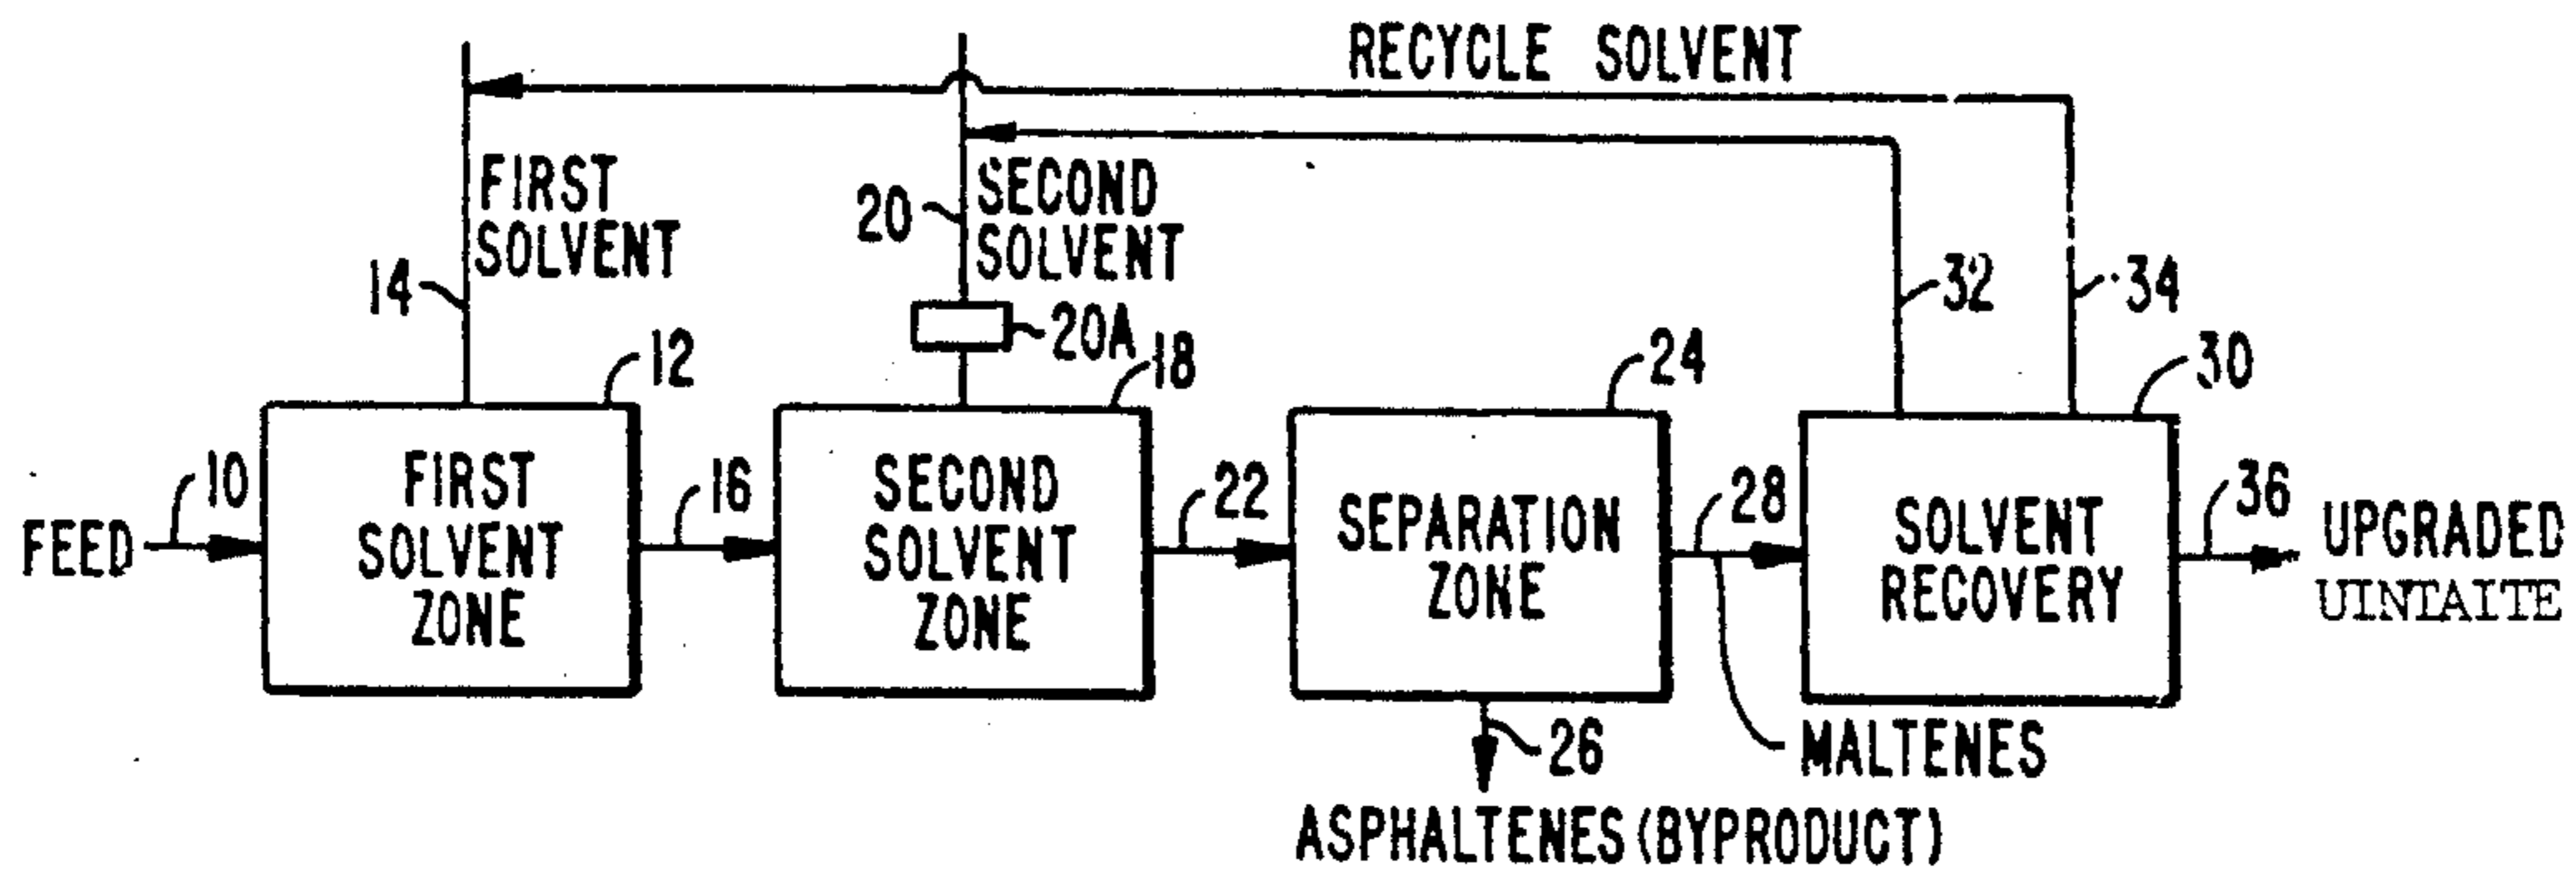 RECYCLE SOLVENT
FIRST
SOLVENT
14
20
SECOND
SOLVENT
20A
32
34
12
18
24
30
FEED
10
FIRST
SOLVENT
ZONE
16
SECOND
SOLVENT
ZONE
22
SEPARATION
ZONE
28
SOLVENT
RECOVERY
36
UPGRADED
UINTAITE
26
MALTENES
ASPHALTENES (BYPRODUCT)